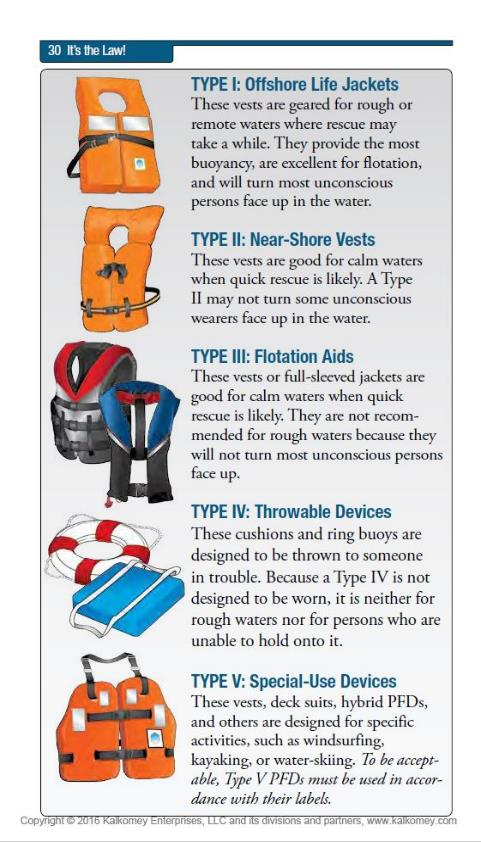 30 It's the Law!
TYPE I: Offshore Life Jackets
These vests are geared for rough or
remote waters where rescue may
take a while. They provide the most
buoyancy, are excellent for flotation,
and will turn most unconscious
persons face up in the water.
TYPE II: Near-Shore Vests
These vests are good for calm waters
when quick rescue is likely. A Type
II may not turn some unconscious
wearers face up in the water.
TYPE III: Flotation Aids
These vests or full-sleeved jackets are
good for calm waters when quick
rescue is likely. They are not recom-
mended for rough waters because they
will not turn most unconscious persons
face up.
TYPE IV: Throwable Devices
These cushions and ring buoys are
designed to be thrown to someone
in trouble. Because a Type IV is not
designed to be worn, it is neither for
rough waters nor for persons who are
unable to hold onto it.
TYPE V: Special-Use Devices
These vests, deck suits, hybrid PFDs,
and others are designed for specific
activities, such as windsurfing,
kayaking, or water-skiing. To be accept-
able, Type V PFDs must be used in accor-
dance with their labels.
Copyright © 2016 Kalkomey Enterprises, LLC and its divisions and partners, www.kalkomey.com